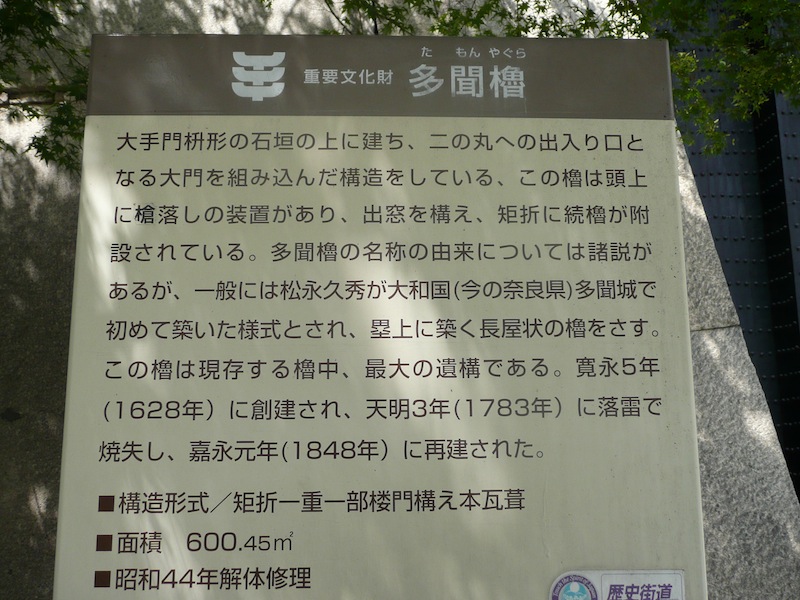 た もん やぐら
重要文化財 多聞櫓
大手門枡形の石垣の上に建ち、二の丸への出入り口と
なる大門を組み込んだ構造をしている、この櫓は頭上
に槍落しの装置があり、出窓を構え、矩折に続櫓が附
設されている。多聞櫓の名称の由来については諸説が
あるが、一般には松永久秀が大和国(今の奈良県)多聞城で
初めて築いた様式とされ、塁上に築く長屋状の櫓をさす。
この櫓は現存する櫓中、最大の遺構である。寛永5年
(1628年）に創建され、天明3年(1783年）に落雷で
焼失し、嘉永元年(1848年）に再建された。
■構造形式／矩折一重一部楼門構え本瓦葺
■面積　600.45㎡
■昭和44年解体修理
歴史街道